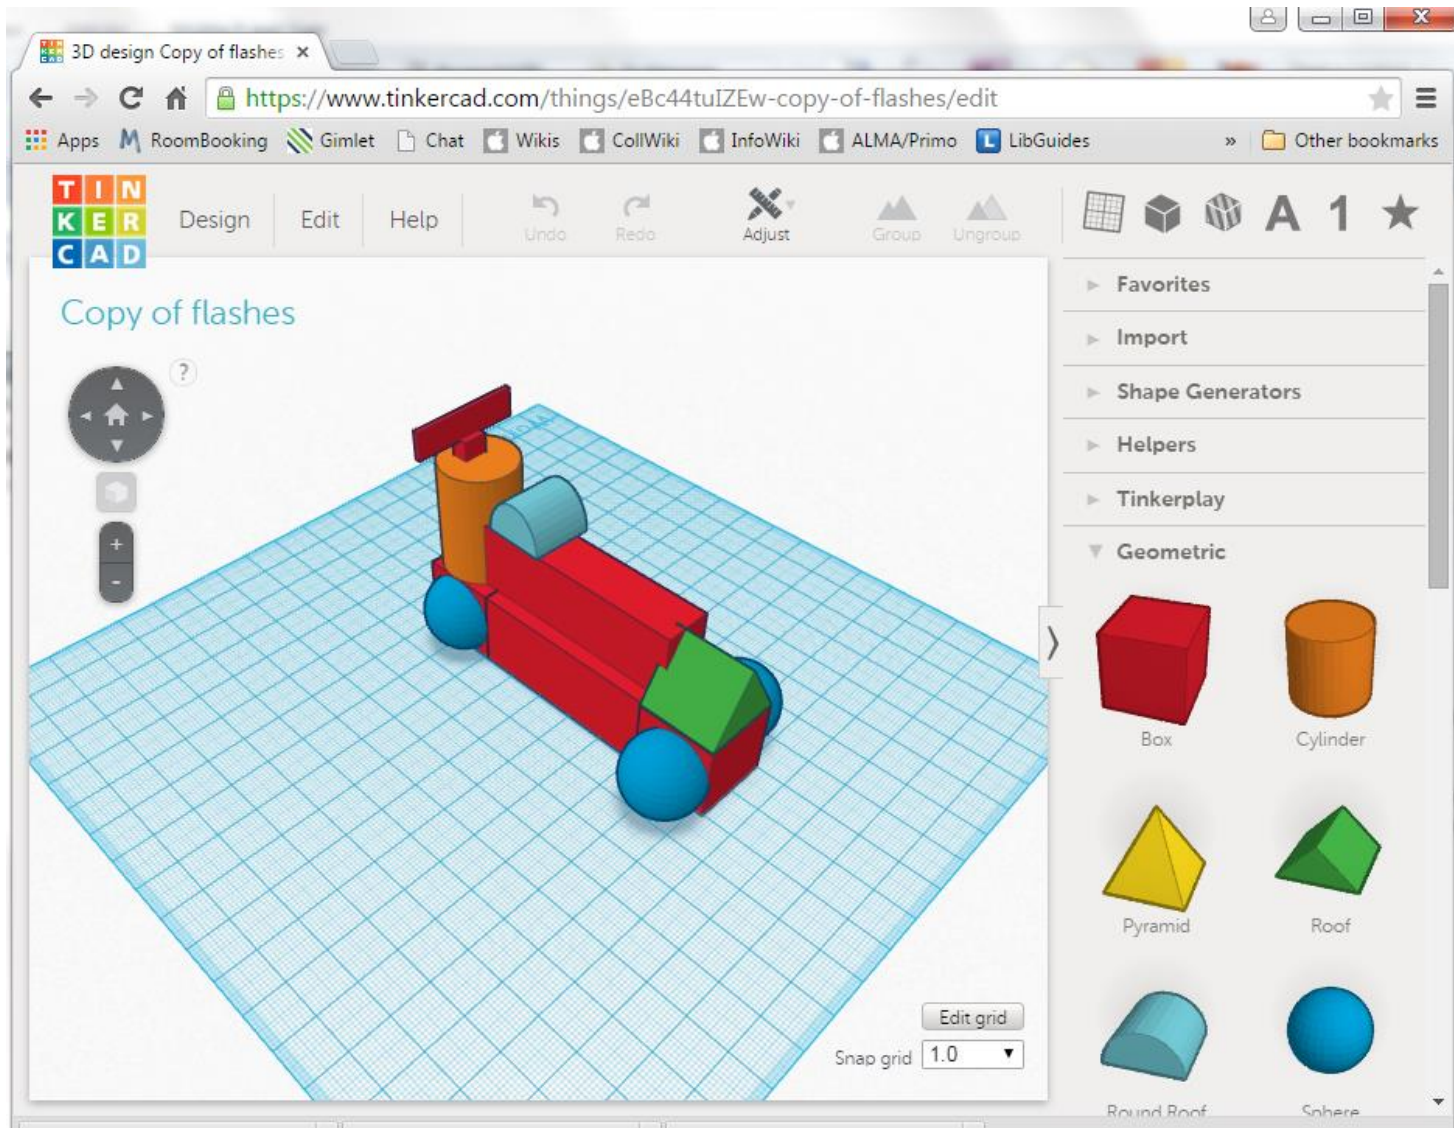 3D design Copy of flashes
https://www.tinkercad.com/things/eBc44tuIZEw-copy-of-flashes/edit
Apps RoomBooking Gimlet Chat Wikis CollWiki InfoWiki ALMA/Primo LibGuides » Other bookmarks
TIN
KER
CAD
Design Edit Help Undo Redo Adjust Group Ungroup A 1
Copy of flashes
?
+
-
Favorites
Import
Shape Generators
Helpers
Tinkerplay
Geometric
Box Cylinder
Pyramid Roof
Round Roof Sphere
Edit grid
Snap grid 1.0